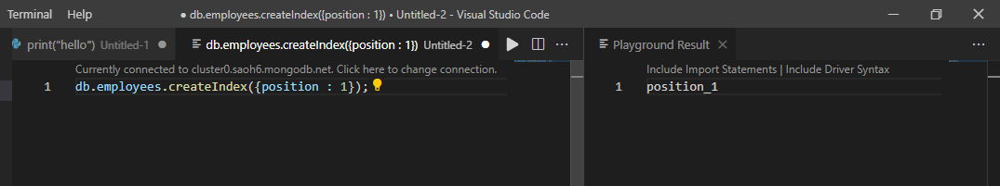 Terminal Help ● db.employees.createIndex({position : 1}) • Untitled-2 - Visual Studio Code
print("hello") Untitled-1 db.employees.createIndex({position : 1}) Untitled-2 Playground Result
Currently connected to cluster0.saoh6.mongodb.net. Click here to change connection.
1 db.employees.createIndex({position : 1});
Include Import Statements | Include Driver Syntax
1 position_1